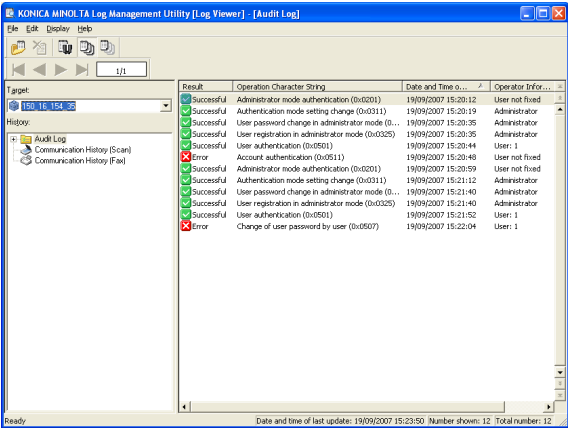 KONICA MINOLTA Log Management Utility [Log Viewer] - [Audit Log]
File Edit Display Help
1/1
Target:
150_16_154_35
History:
Audit Log
Communication History (Scan)
Communication History (Fax)
Result Operation Character String Date and Time o... Operator Infor...
Successful Administrator mode authentication (0x0201) 19/09/2007 15:20:12 User not fixed
Successful Authentication mode setting change (0x0311) 19/09/2007 15:20:19 Administrator
Successful User password change in administrator mode (0... 19/09/2007 15:20:35 Administrator
Successful User registration in administrator mode (0x0325) 19/09/2007 15:20:35 Administrator
Successful User authentication (0x0501) 19/09/2007 15:20:44 User: 1
Error Account authentication (0x0511) 19/09/2007 15:20:48 User not fixed
Successful Administrator mode authentication (0x0201) 19/09/2007 15:20:59 User not fixed
Successful Authentication mode setting change (0x0311) 19/09/2007 15:21:12 Administrator
Successful User password change in administrator mode (0... 19/09/2007 15:21:40 Administrator
Successful User registration in administrator mode (0x0325) 19/09/2007 15:21:40 Administrator
Successful User authentication (0x0501) 19/09/2007 15:21:52 User: 1
Error Change of user password by user (0x0507) 19/09/2007 15:22:04 User: 1
Ready Date and time of last update: 19/09/2007 15:23:50 Number shown: 12 Total number: 12